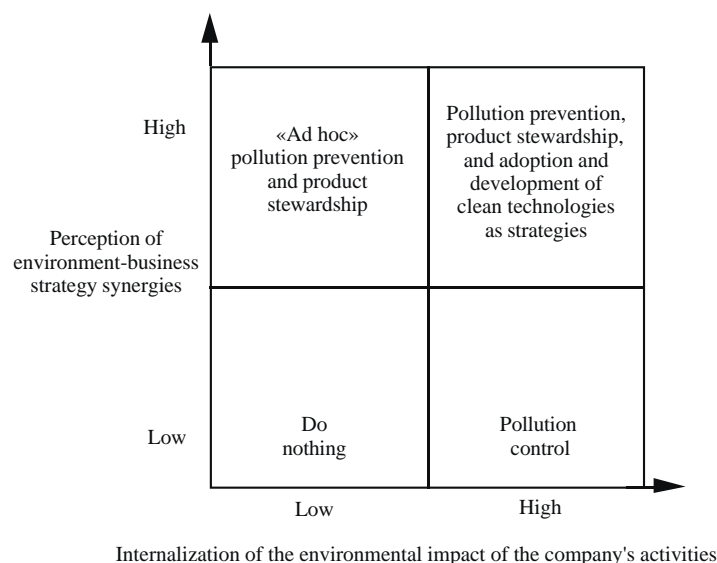 High
«Ad hoc»
pollution prevention
and product
stewardship
Pollution prevention,
product stewardship,
and adoption and
development of
clean technologies
as strategies
Perception of
environment-business
strategy synergies
Low
Do
nothing
Pollution
control
Low
High
Internalization of the environmental impact of the company's activities